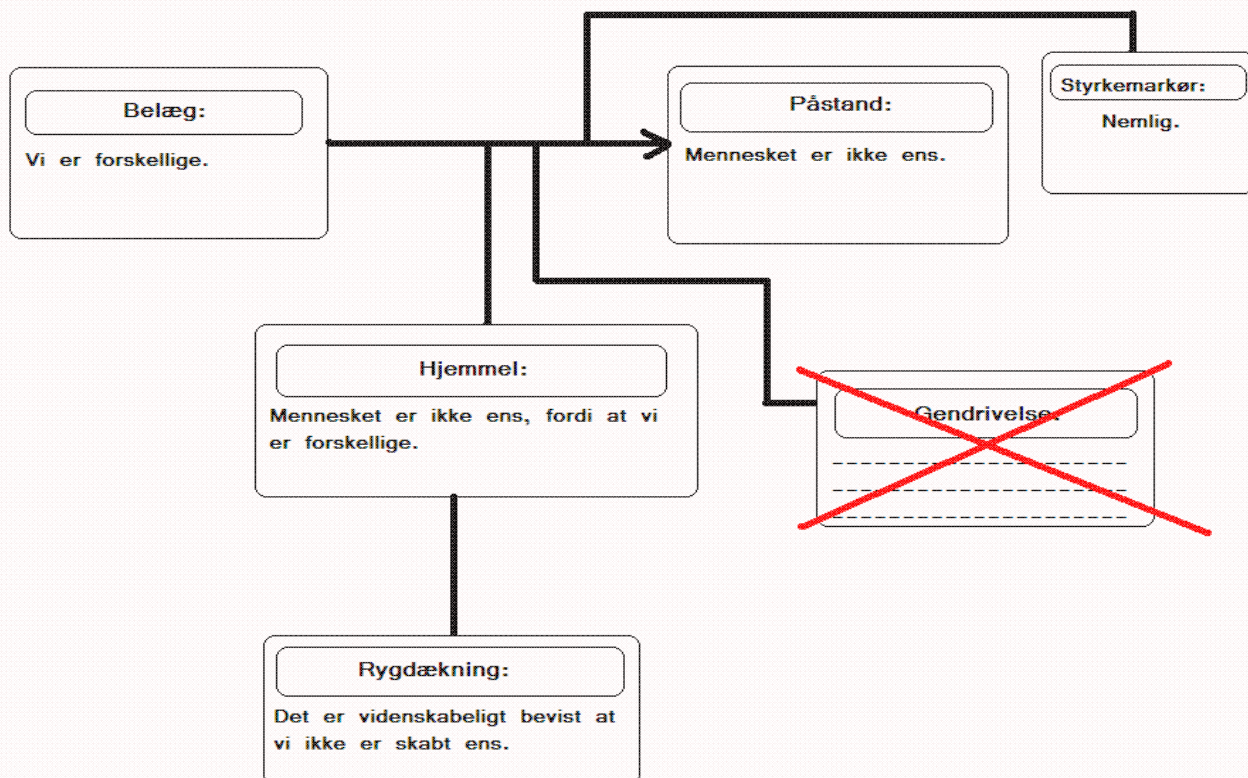 Belæg:
Vi er forskellige.
Påstand:
Mennesket er ikke ens.
Styrkemarkør:
Nemlig.
Hjemmel:
Mennesket er ikke ens, fordi at vi
er forskellige.
Gendrivelse:
Rygdækning:
Det er videnskabeligt bevist at
vi ikke er skabt ens.